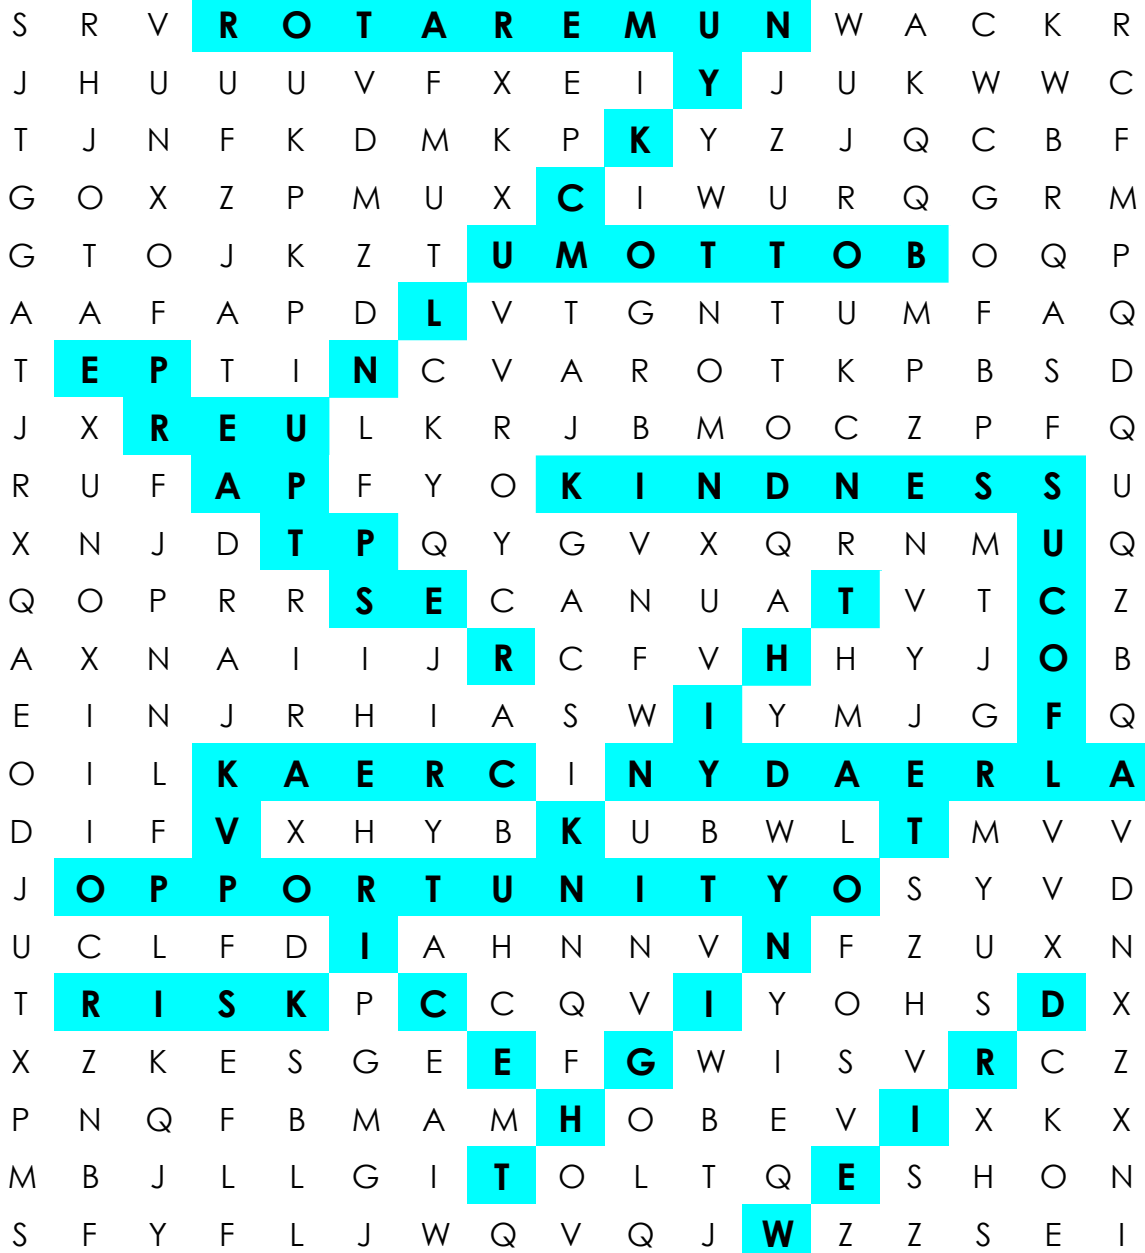 S R V R O T A R E M U N W A C K R
J H U U U V F X E I Y J U K W W C
T J N F K D M K P K Y Z J Q C B F
G O X Z P M U X C I W U R Q G R M
G T O J K Z T U M O T T O B O Q P
A A F A P D L V T G N T U M F A Q
T E P T I N C V A R O T K P B S D
J X R E U L K R J B M O C Z P F Q
R U F A P F Y O K I N D N E S S U
X N J D T P Q Y G V X Q R N M U Q
Q O P R R S E C A N U A T V T C Z
A X N A I I J R C F V H H Y J O B
E I N J R H I A S W I Y M J G F Q
O I L K A E R C I N Y D A E R L A
D I F V X H Y B K U B W L T M V V
J O P P O R T U N I T Y O S Y V D
U C L F D I A H N N V N F Z U X N
T R I S K P C C Q V I Y O H S D X
X Z K E S G E E F G W I S V R C Z
P N Q F B M A M H O B E V I X K X
M B J L L G I T O L T Q E S H O N
S F Y F L J W Q V Q J W Z Z S E I